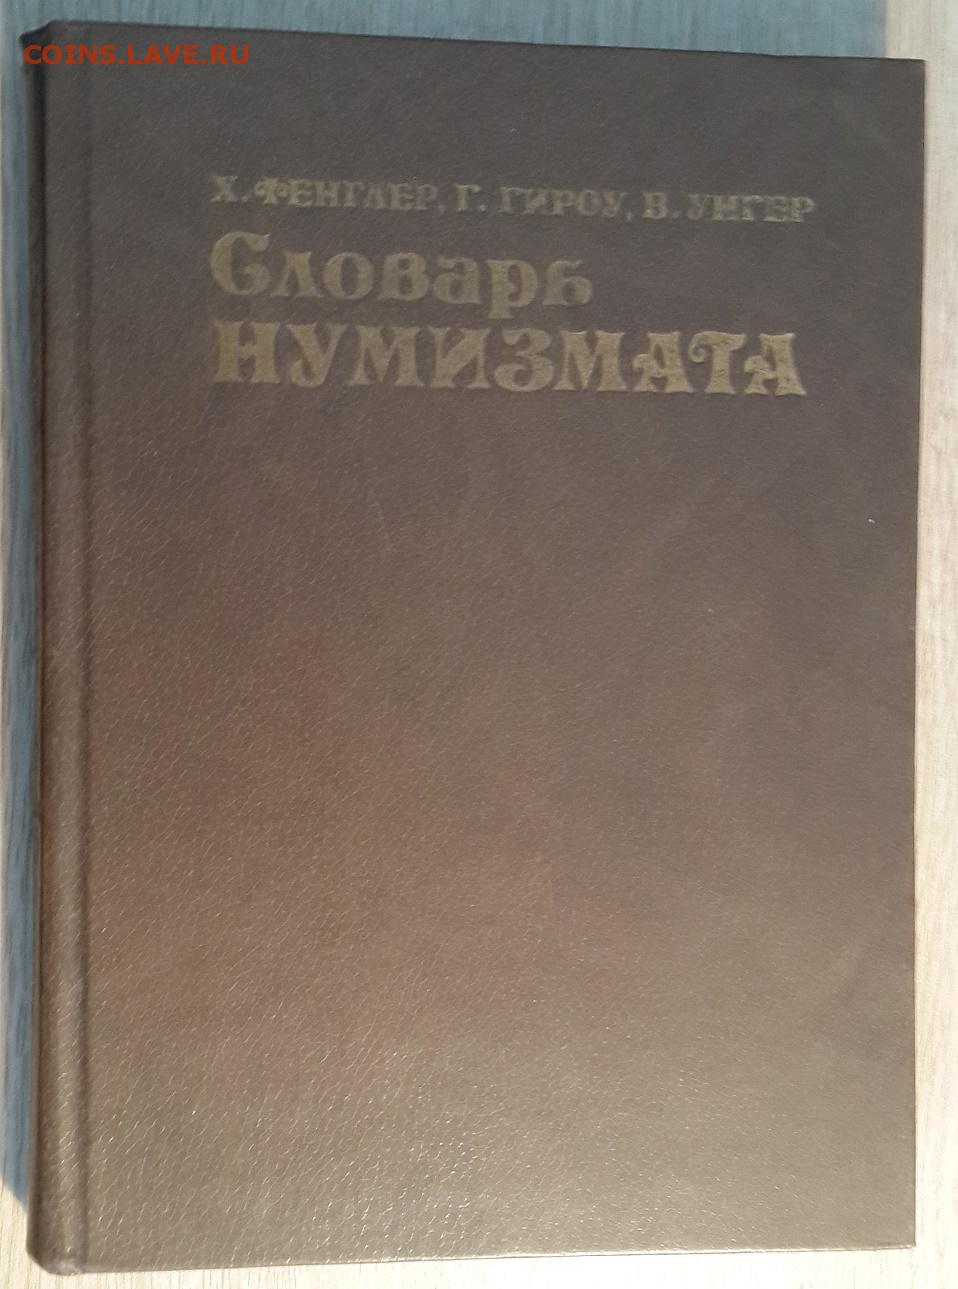 COINS.LAVE.RU
Х. ФЕНГЛЕР, Г. ГИРОУ, В. УНГЕР
Словарь
НУМИЗМАТА